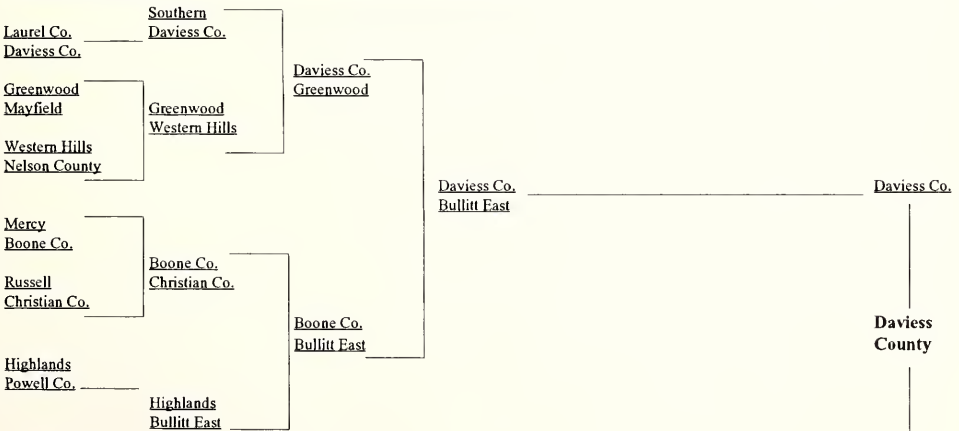 Laurel Co.
Daviess Co.
Greenwood
Mayfield
Western Hills
Nelson County
Mercy
Boone Co.
Russell
Christian Co.
Highlands
Powell Co.
Southern
Daviess Co.
Greenwood
Western Hills
Boone Co.
Christian Co.
Highlands
Bullitt East
Daviess Co.
Greenwood
Boone Co.
Bullitt East
Daviess Co.
Bullitt East
Daviess Co.
Daviess
County